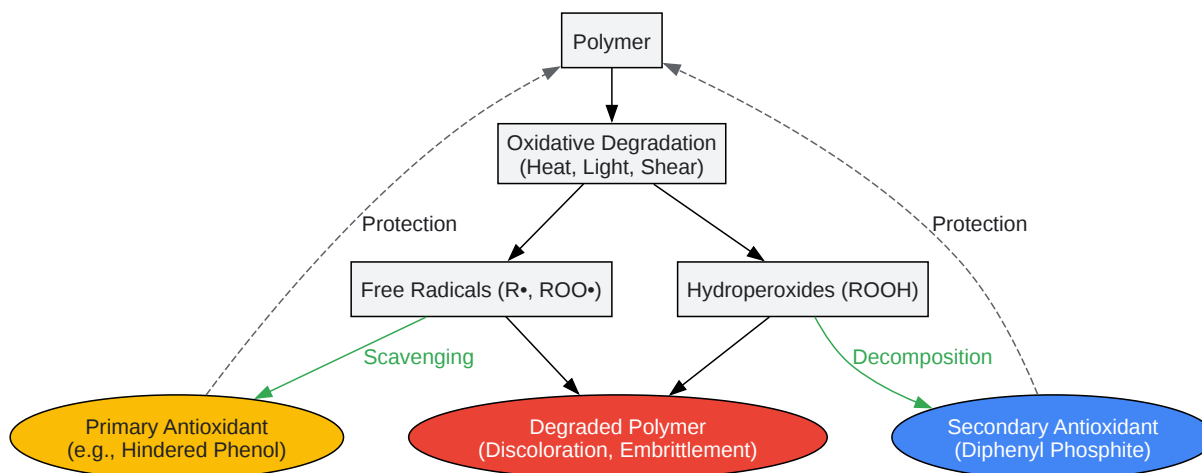 Polymer
Oxidative Degradation
(Heat, Light, Shear)
Protection
Protection
Free Radicals (R•, ROO•)
Hydroperoxides (ROOH)
Scavenging
Decomposition
Primary Antioxidant
(e.g., Hindered Phenol)
Degraded Polymer
(Discoloration, Embrittlement)
Secondary Antioxidant
(Diphenyl Phosphite)